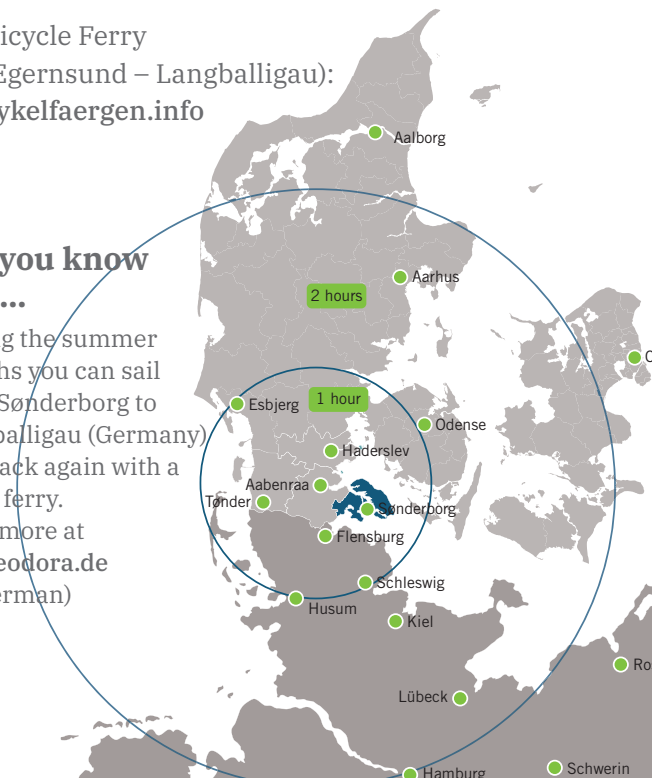 icycle Ferry
Egernsund – Langballigau):
ykelfaergen.info
you know
...
g the summer
hs you can sail
Sønderborg to
balligau (Germany)
ack again with a
ferry.
more at
eodora.de
erman)
Aalborg
Aarhus
2 hours
1 hour
Esbjerg
Odense
Haderslev
Aabenraa
Tønder
Sønderborg
Flensburg
Schleswig
Husum
Kiel
Ro
Lübeck
Schwerin
Hamburg